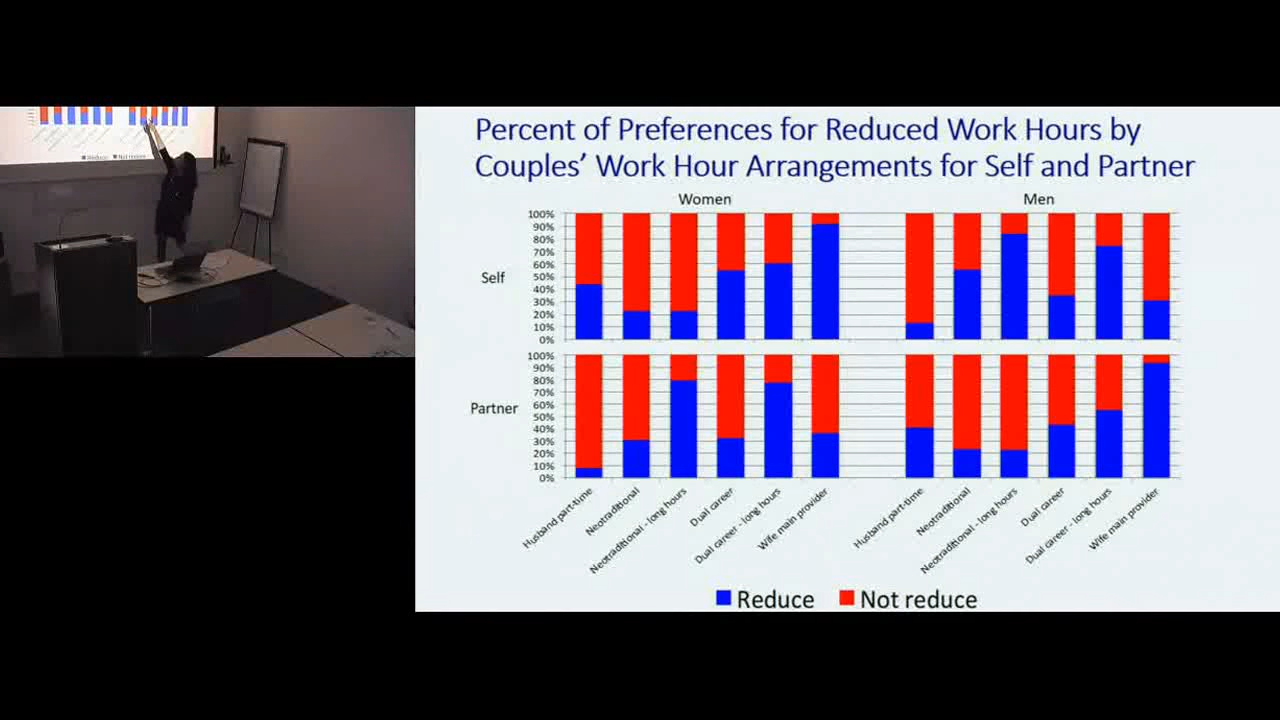 Percent of Preferences for Reduced Work Hours by
Couples' Work Hour Arrangements for Self and Partner
Women
Men
Self
100%
90%
80%
70%
60%
50%
40%
30%
20%
10%
0%
Partner
100%
90%
80%
70%
60%
50%
40%
30%
20%
10%
0%
Husband part-time
Neotraditional
Neotraditional - long hours
Dual career
Dual career - long hours
Wife main provider
Husband part-time
Neotraditional
Neotraditional - long hours
Dual career
Dual career - long hours
Wife main provider
Reduce
Not reduce
Reduce
Not reduce